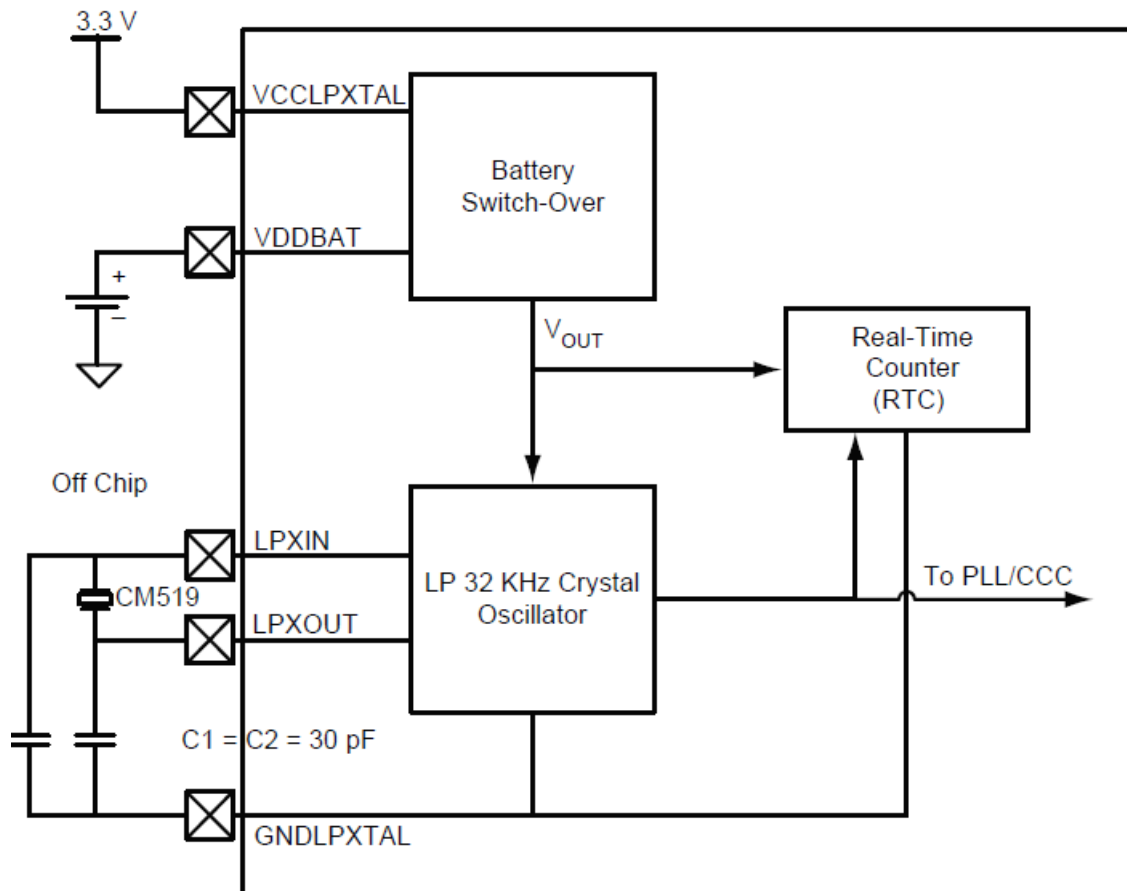 3.3 V
VCCLPXTAL
Battery
Switch-Over
VDDBAT
+
–
VOUT
Real-Time
Counter
(RTC)
Off Chip
LPXIN
CM519
LP 32 KHz Crystal
Oscillator
To PLL/CCC
LPXOUT
C1 = C2 = 30 pF
GNDLPXTAL